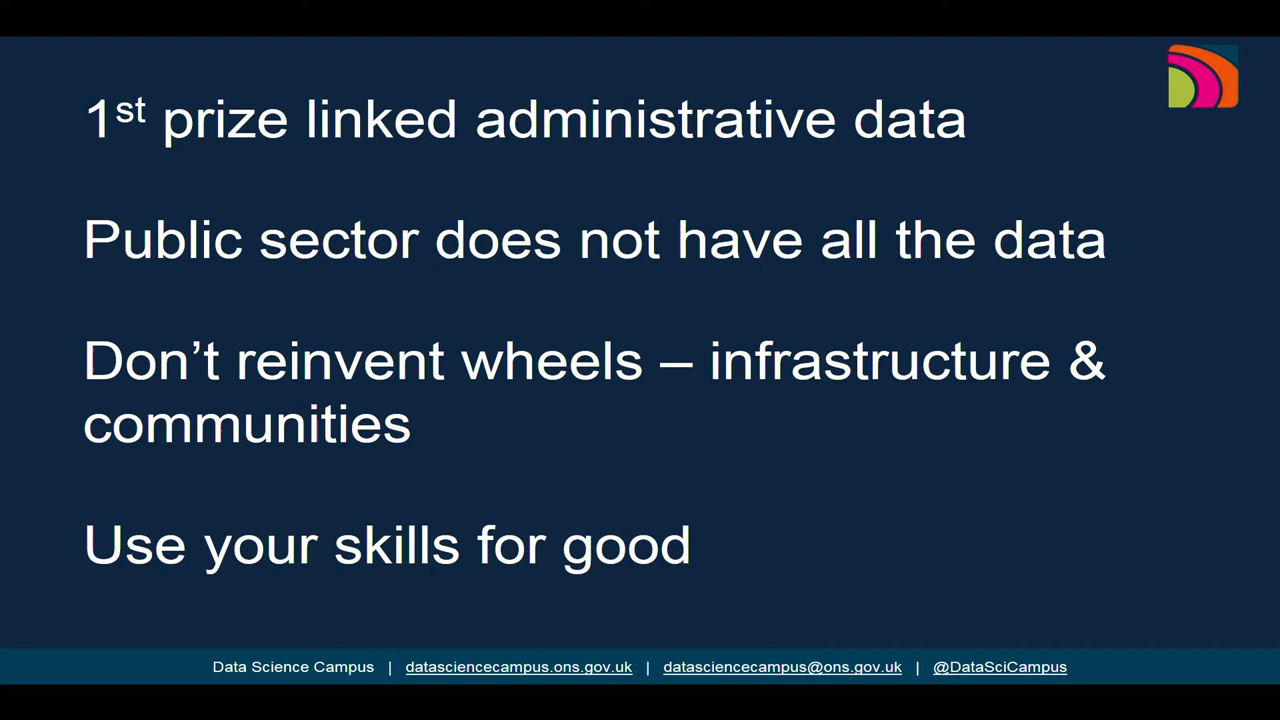 1st prize linked administrative data
Public sector does not have all the data
Don’t reinvent wheels – infrastructure &
communities
Use your skills for good
Data Science Campus | datasciencecampus.ons.gov.uk | datasciencecampus@ons.gov.uk | @DataSciCampus